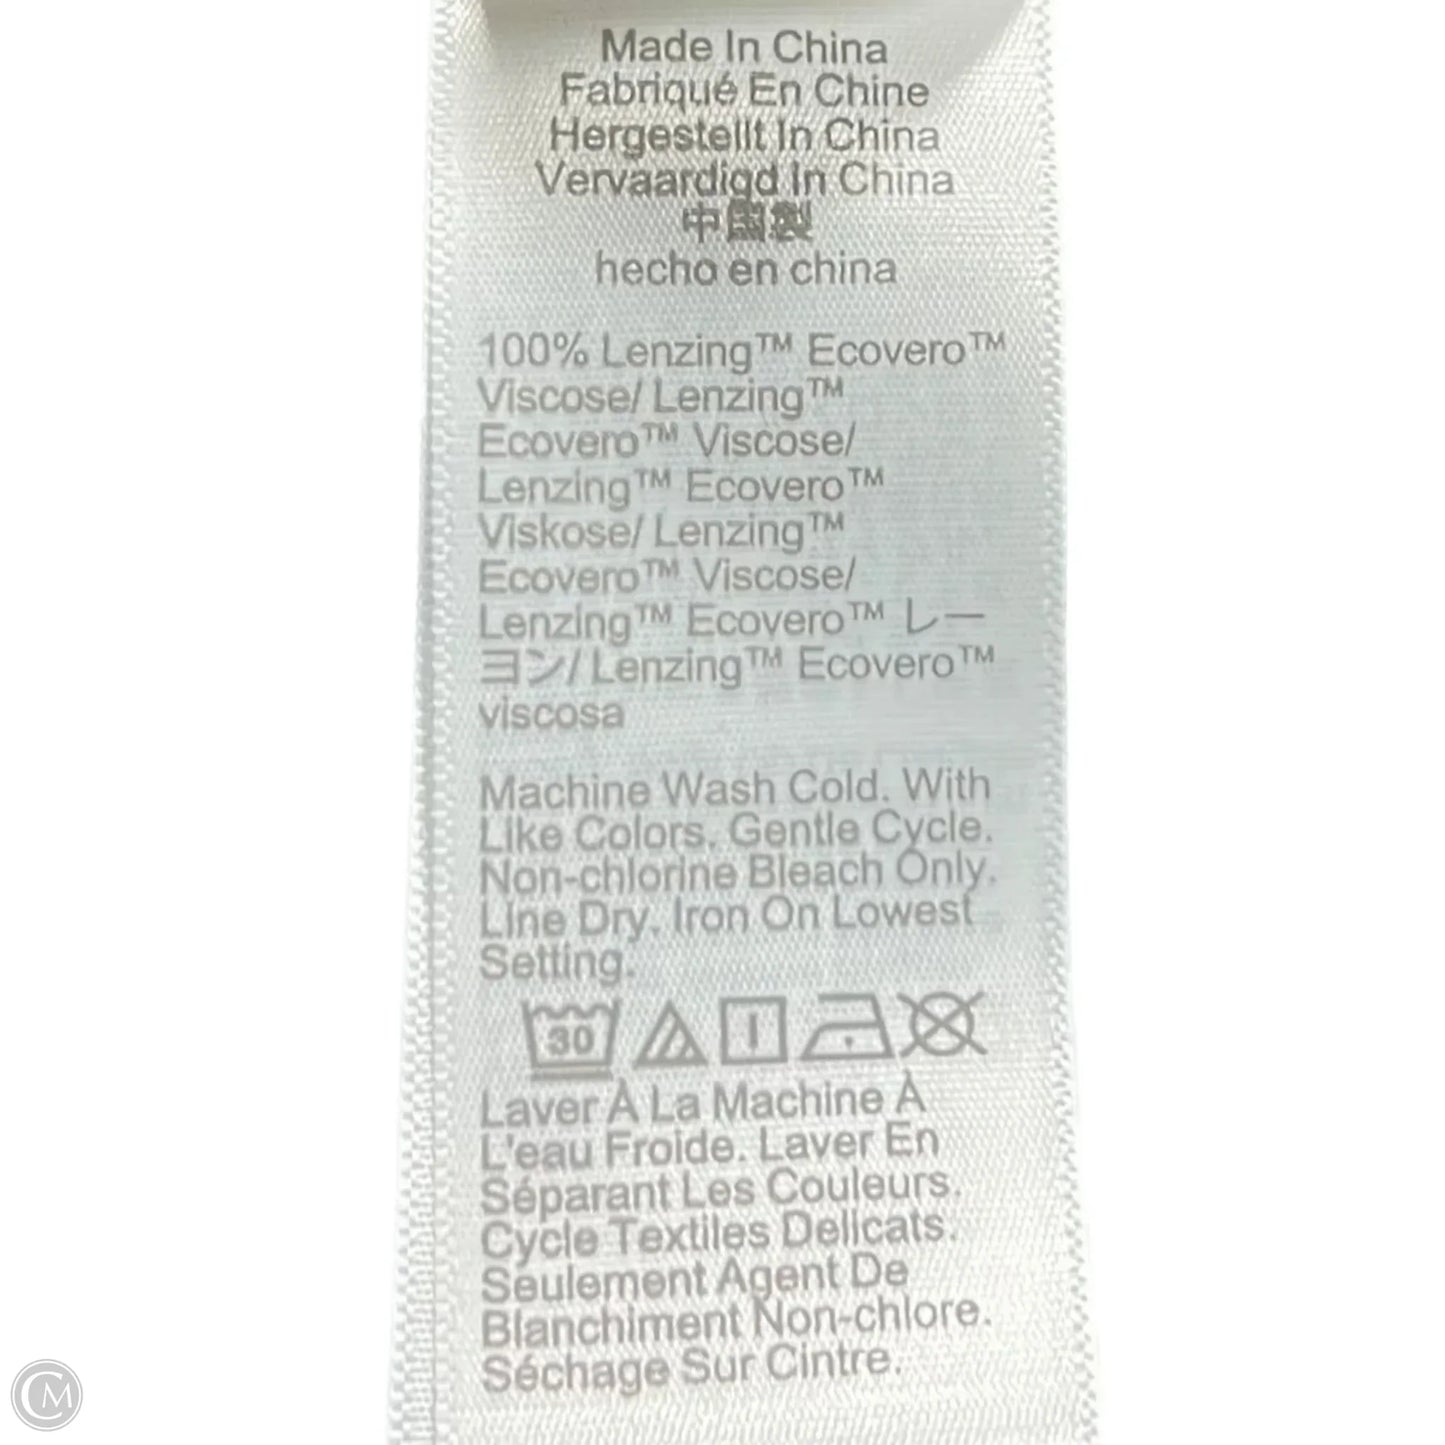 Made In China
Fabriqué En Chine
Hergestellt In China
Vervaardigd In China
中国製
hecho en china
100% Lenzing™ Ecovero™
Viscose/ Lenzing™
Ecovero™ Viscose/
Lenzing™ Ecovero™
Viskose/ Lenzing™
Ecovero™ Viscose/
Lenzing™ Ecovero™ レー
ヨン/ Lenzing™ Ecovero™
viscosa
Machine Wash Cold. With
Like Colors. Gentle Cycle.
Non-chlorine Bleach Only.
Line Dry. Iron On Lowest
Setting.
30
Laver À La Machine À
L'eau Froide. Laver En
Séparant Les Couleurs.
Cycle Textiles Delicats.
Seulement Agent De
Blanchiment Non-chlore.
Séchage Sur Cintre.
CM